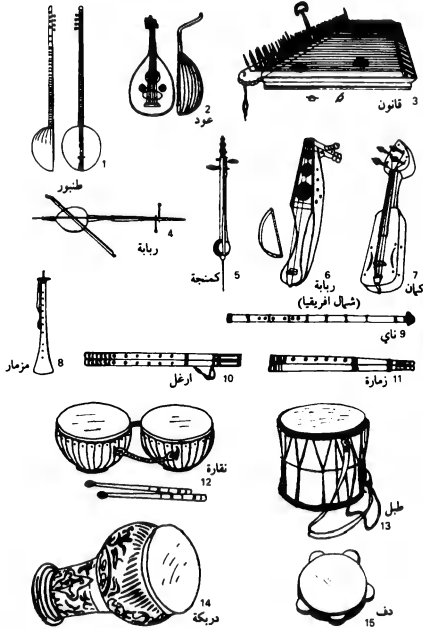 1
طنبور
2
عود
3
قانون
4
ربابة
5
كمنجة
6
ربابة
(شمال افريقيا)
7
كمان
8
مزمار
9
ناي
10
ارغل
11
زمارة
نقارة
12
طبل
13
14
دربكة
دف
15